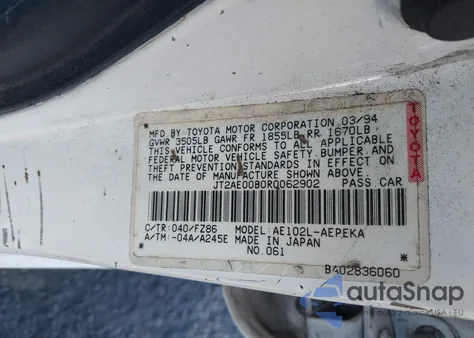 MFD BY: TOYOTA MOTOR CORPORATION 03/94
GVWR 3505LB GAWR FR 1855LB RR 1670LB
THIS VEHICLE CONFORMS TO ALL APPLICABLE
FEDERAL MOTOR VEHICLE SAFETY, BUMPER, AND
THEFT PREVENTION STANDARDS IN EFFECT ON
THE DATE OF MANUFACTURE SHOWN ABOVE.
JT2AE00B0R0062902 PASS CAR
C/TR: 040/FZ86 MODEL: AE102L-AEPEKA
A/TM: -04A/A245E MADE IN JAPAN
NO.061
B402836060
TOYOTA
autoSnap